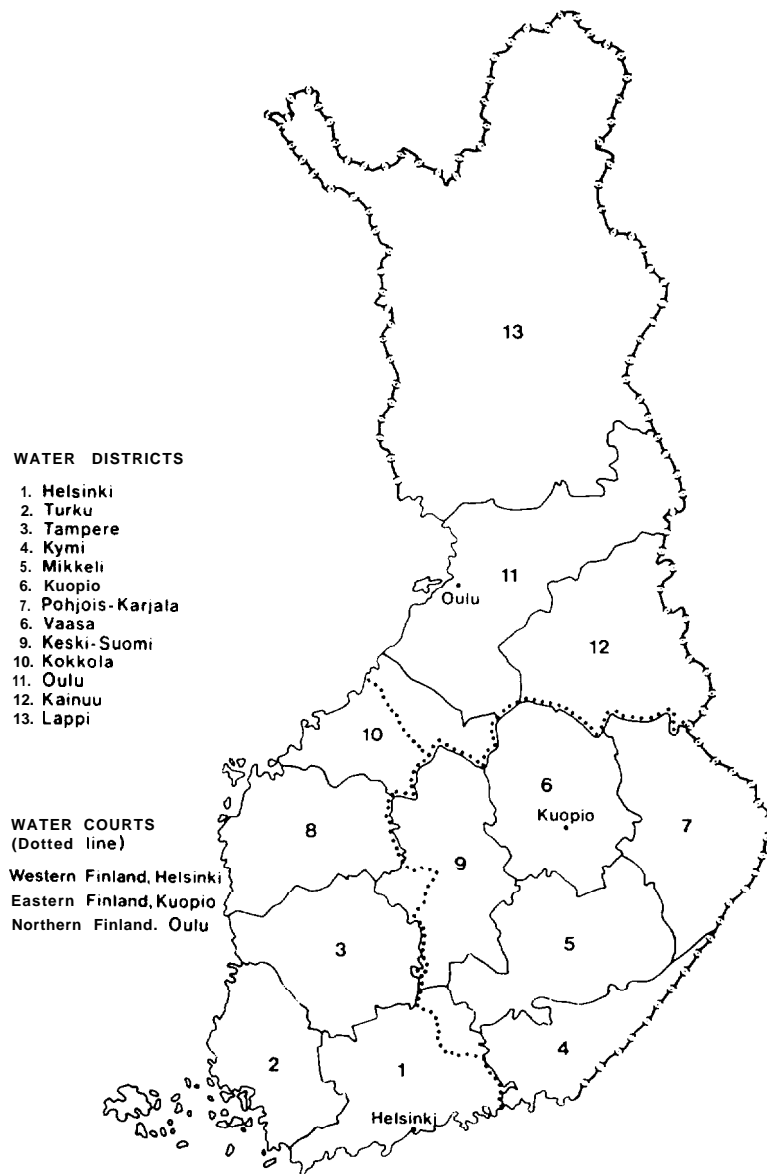 WATER DISTRICTS
1. Helsinki
2. Turku
3. Tampere
4. Kymi
5. Mikkeli
6. Kuopio
7. Pohjois-Karjala
6. Vaasa
9. Keski-Suomi
10. Kokkola
11. Oulu
12. Kainuu
13. Lappi
WATER COURTS
(Dotted line)
Western Finland, Helsinki
Eastern Finland, Kuopio
Northern Finland. Oulu
13
11
Oulu
12
10
6
Kuopio
7
8
9
3
5
4
2
1
Helsinki